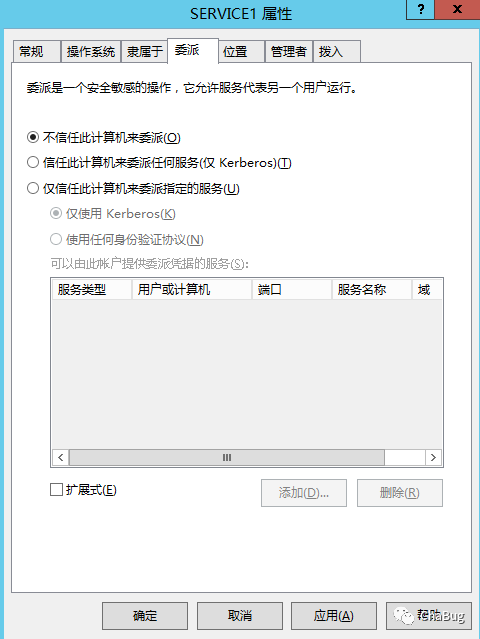 SERVICE1 属性
? X
常规 操作系统 隶属于 委派 位置 管理者 拨入
委派是一个安全敏感的操作，它允许服务代表另一个用户运行。
不信任此计算机来委派(O)
信任此计算机来委派任何服务(仅 Kerberos)(T)
仅信任此计算机来委派指定的服务(U)
仅使用 Kerberos(K)
使用任何身份验证协议(N)
可以由此帐户提供委派凭据的服务(S):
服务类型 用户或计算机 端口 服务名称 域
扩展式(E)
添加(D)... 删除(R)
确定 取消 应用(A) 帮助